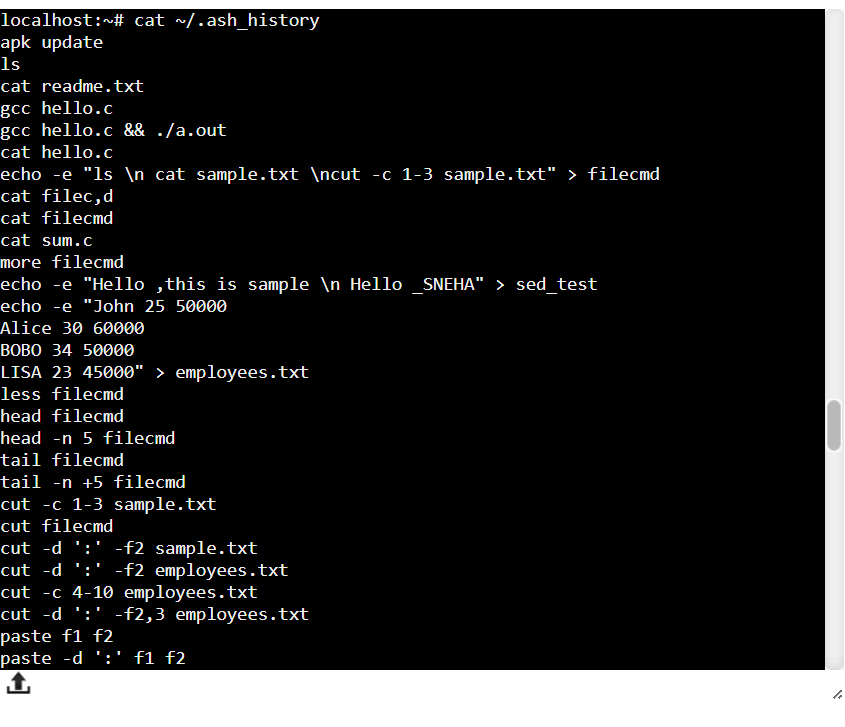 localhost:~# cat ~/.ash_history
apk update
ls
cat readme.txt
gcc hello.c
gcc hello.c && ./a.out
cat hello.c
echo -e "ls \n cat sample.txt \ncut -c 1-3 sample.txt" > filecmd
cat filec,d
cat filecmd
cat sum.c
more filecmd
echo -e "Hello ,this is sample \n Hello _SNEHA" > sed_test
echo -e "John 25 50000
Alice 30 60000
BOBO 34 50000
LISA 23 45000" > employees.txt
less filecmd
head filecmd
head -n 5 filecmd
tail filecmd
tail -n +5 filecmd
cut -c 1-3 sample.txt
cut filecmd
cut -d ':' -f2 sample.txt
cut -d ':' -f2 employees.txt
cut -c 4-10 employees.txt
cut -d ':' -f2,3 employees.txt
paste f1 f2
paste -d ':' f1 f2